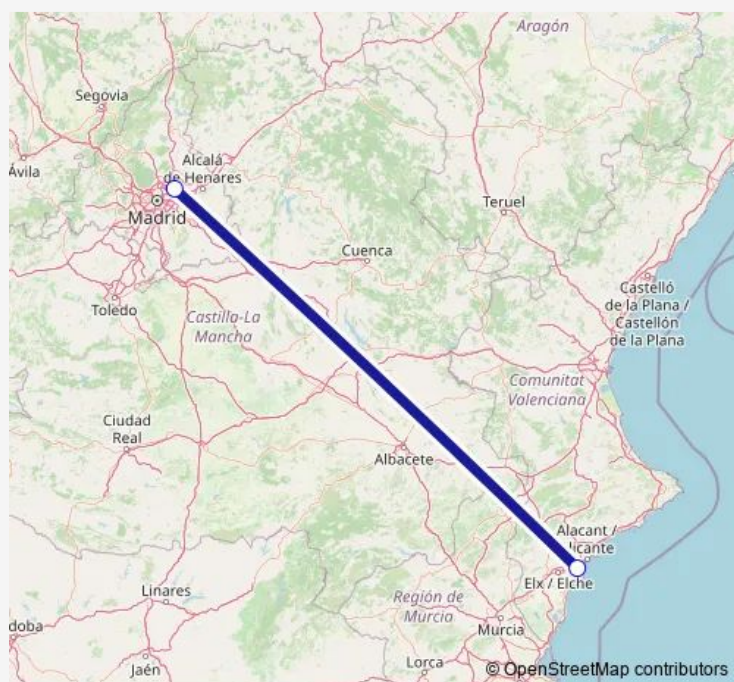 Aragón
Segovia
Ávila
Alcalá
de Henares
Madrid
Teruel
Cuenca
Toledo
Castilla-La
Mancha
Castelló
de la Plana /
Castellón
de la Plana
Comunitat
Valenciana
Ciudad
Real
Albacete
Alacant /
licante
Elx / Elche
Linares
Región de
Murcia
Murcia
doba
Jaén
Lorca
© OpenStreetMap contributors